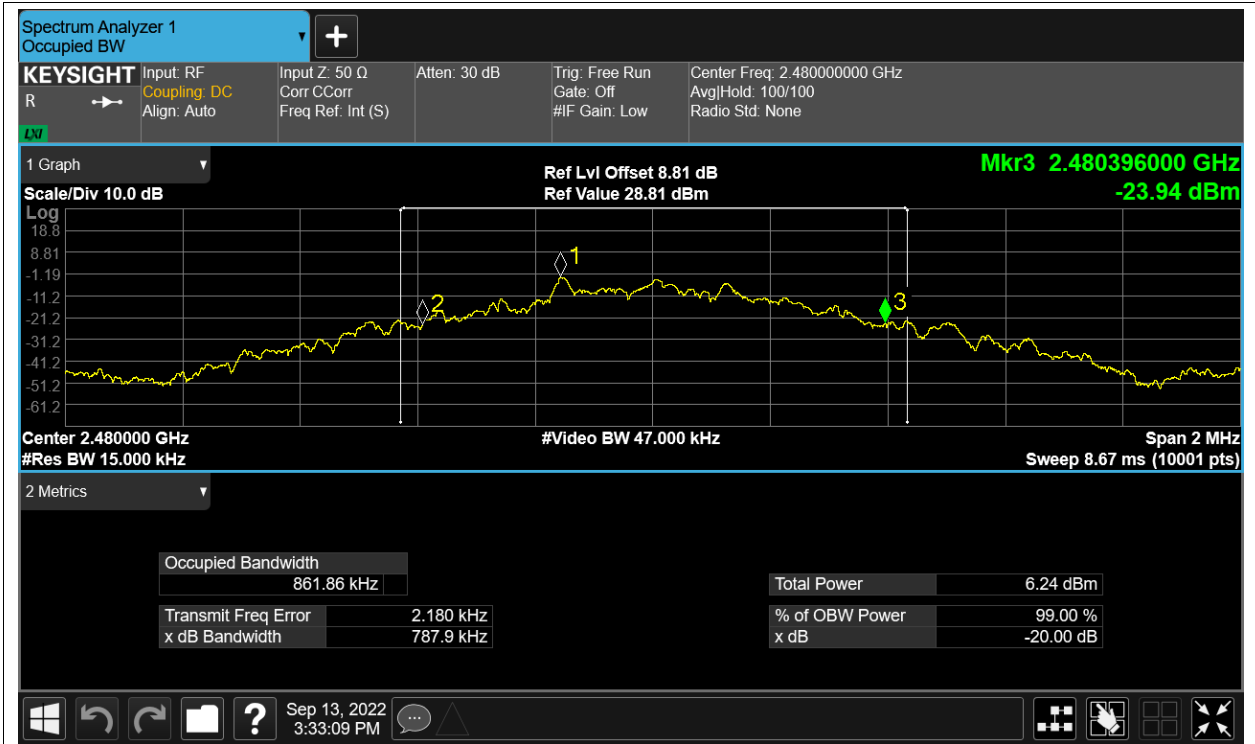 Spectrum Analyzer 1
Occupied BW
KEYSIGHT
R
LXI
Input: RF
Coupling: DC
Align: Auto
Input Z: 50 Ω
Corr CCorr
Freq Ref: Int (S)
Atten: 30 dB
Trig: Free Run
Gate: Off
#IF Gain: Low
Center Freq: 2.480000000 GHz
Avg|Hold: 100/100
Radio Std: None
1 Graph
Scale/Div 10.0 dB
Ref Lvl Offset 8.81 dB
Ref Value 28.81 dBm
Mkr3 2.480396000 GHz
-23.94 dBm
Log
18.8
8.81
-1.19
-11.2
-21.2
-31.2
-41.2
-51.2
-61.2
1
2
3
Center 2.480000 GHz
#Video BW 47.000 kHz
Span 2 MHz
#Res BW 15.000 kHz
Sweep 8.67 ms (10001 pts)
2 Metrics
Occupied Bandwidth
861.86 kHz
Total Power 6.24 dBm
Transmit Freq Error 2.180 kHz
% of OBW Power 99.00 %
x dB Bandwidth 787.9 kHz
x dB -20.00 dB
?
Sep 13, 2022
3:33:09 PM